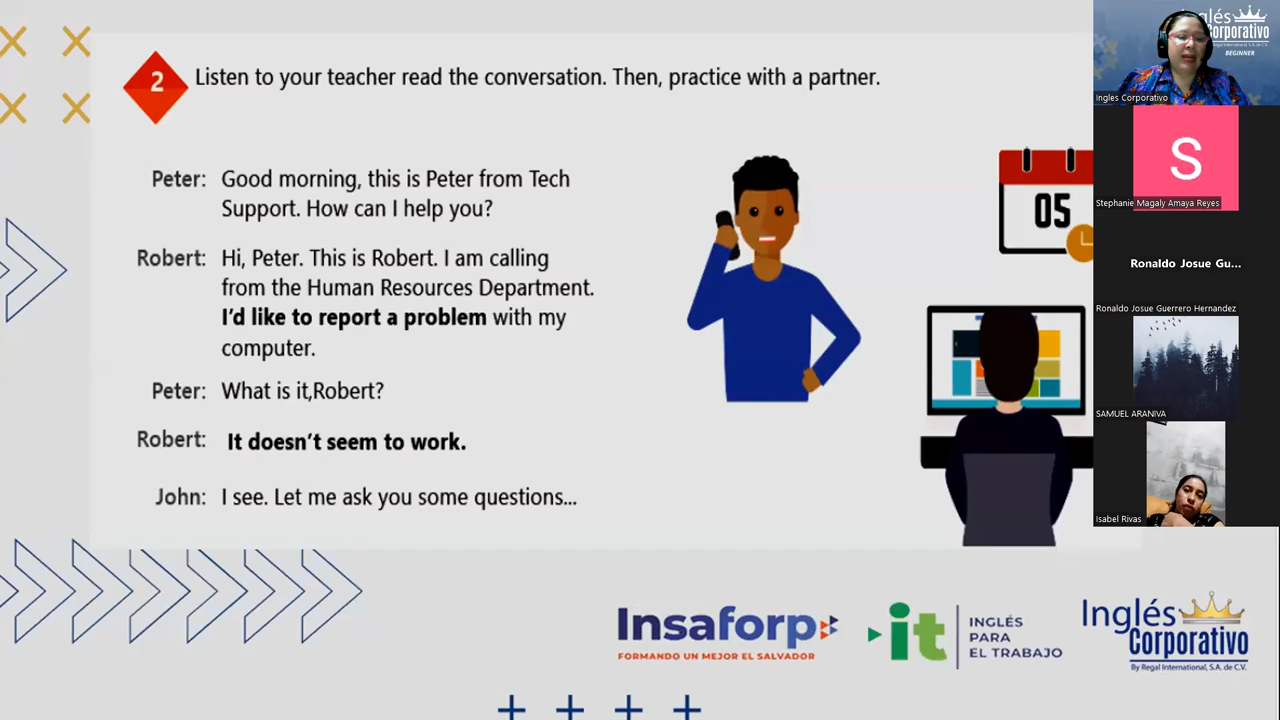 2
Listen to your teacher read the conversation. Then, practice with a partner.
Peter: Good morning, this is Peter from Tech
Support. How can I help you?
Robert: Hi, Peter. This is Robert. I am calling
from the Human Resources Department.
I'd like to report a problem with my
computer.
Peter: What is it,Robert?
Robert: It doesn't seem to work.
John: I see. Let me ask you some questions...
05
Inglés
Corporativo
By Regal International, S.A. de C.V.
BEGINNER
Ingles Corporativo
S
Stephanie Magaly Amaya Reyes
Ronaldo Josue Gu...
Ronaldo Josue Guerrero Hernandez
SAMUEL ARANIVA
Isabel Rivas
Insaforp
FORMANDO UN MEJOR EL SALVADOR
it
INGLÉS
PARA
EL TRABAJO
Inglés
Corporativo
By Regal International, S.A. de C.V.